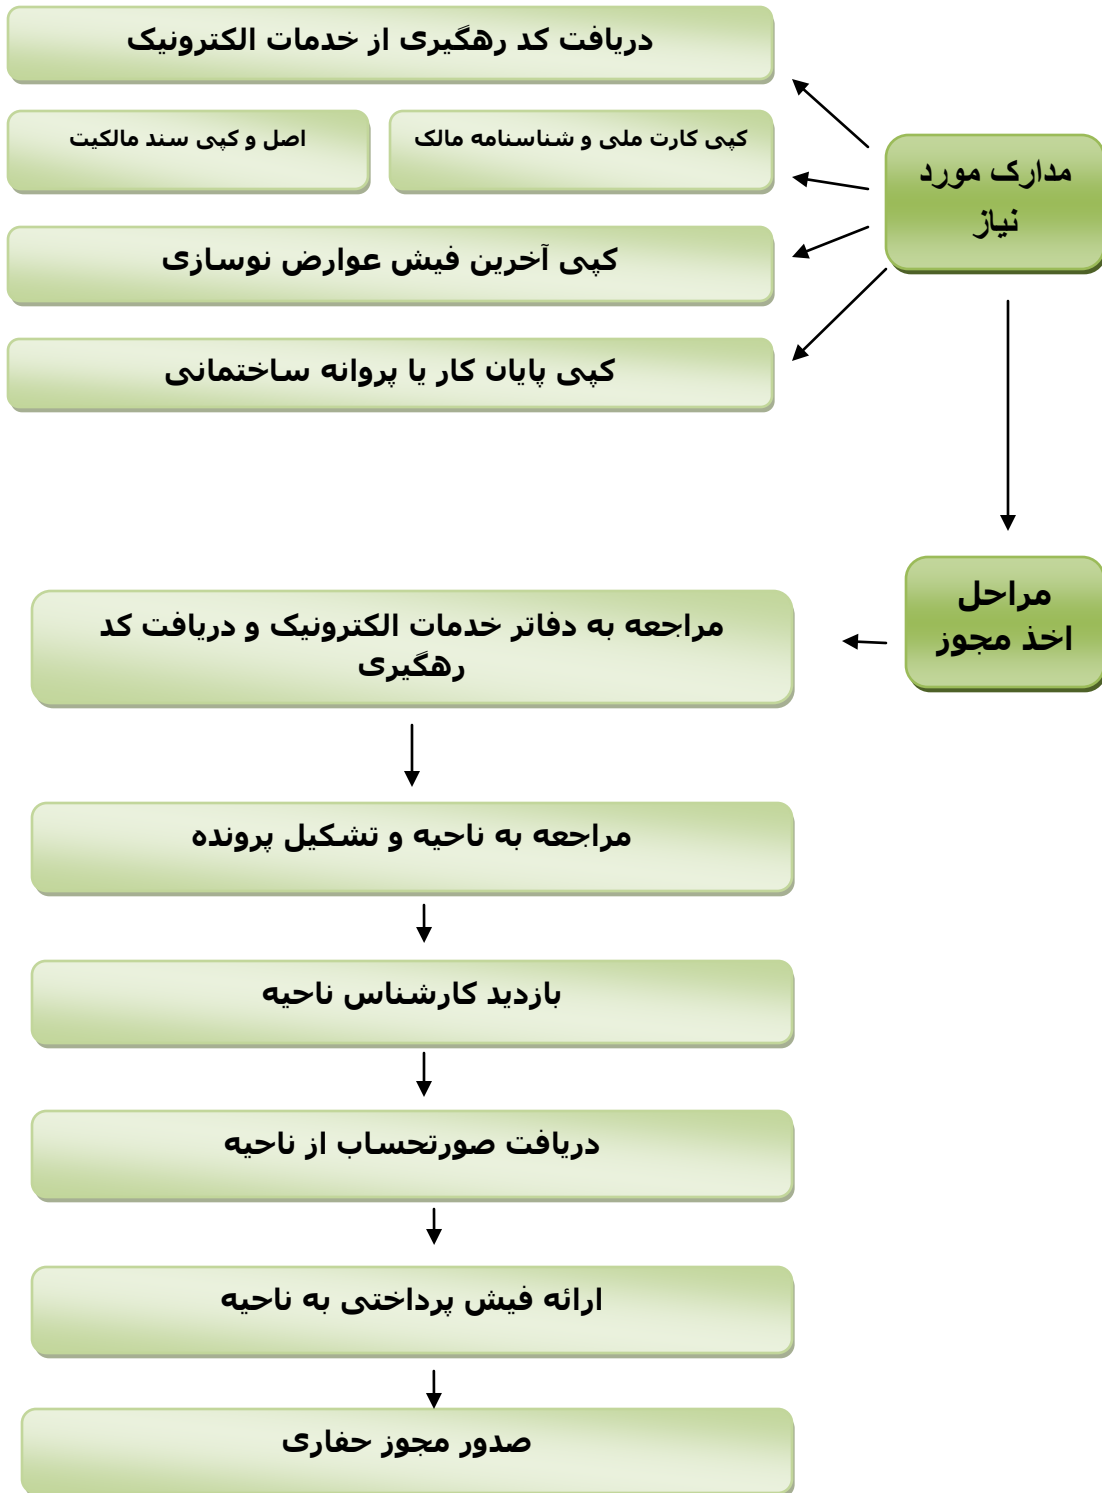 مدارک مورد
نیاز
دریافت کد رهگیری از خدمات الکترونیک
کپی کارت ملی و شناسنامه مالک
اصل و کپی سند مالکیت
کپی آخرین فیش عوارض نوسازی
کپی پایان کار یا پروانه ساختمانی
مراحل
اخذ مجوز
مراجعه به دفاتر خدمات الکترونیک و دریافت کد
رهگیری
مراجعه به ناحیه و تشکیل پرونده
بازدید کارشناس ناحیه
دریافت صورتحساب از ناحیه
ارائه فیش پرداختی به ناحیه
صدور مجوز حفاری